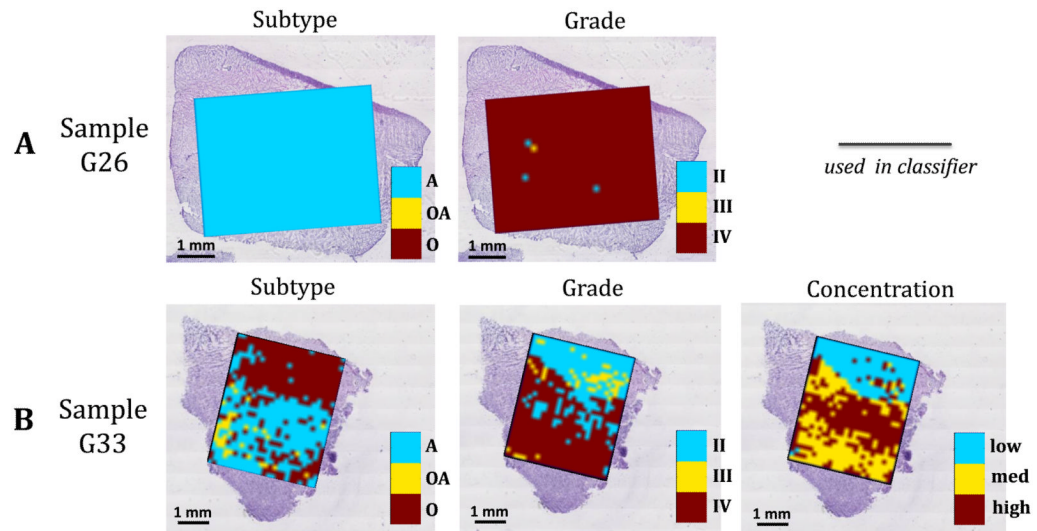 Subtype
Grade
A
Sample
G26
A
OA
O
II
III
IV
1 mm
1 mm
used in classifier
Subtype
Grade
Concentration
B
Sample
G33
A
OA
O
II
III
IV
low
med
high
1 mm
1 mm
1 mm